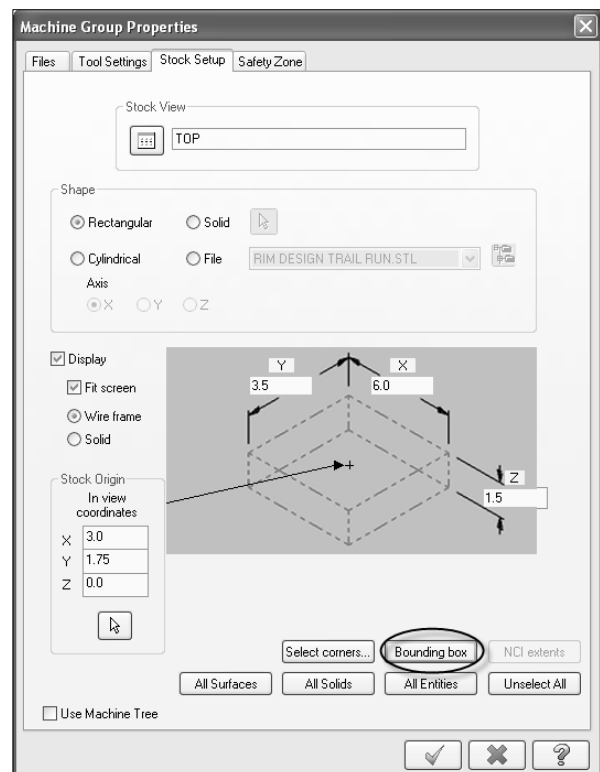 Machine Group Properties
Files Tool Settings Stock Setup Safety Zone
Stock View
TOP
Shape
Rectangular Solid
Cylindrical File RIM DESIGN TRAIL RUN.STL
Axis
X Y Z
Display
Fit screen
Wire frame
Solid
Y X
3.5 6.0
Z
1.5
Stock Origin
In view
coordinates
X 3.0
Y 1.75
Z 0.0
Select corners... Bounding box NCI extents
All Surfaces All Solids All Entities Unselect All
Use Machine Tree
?